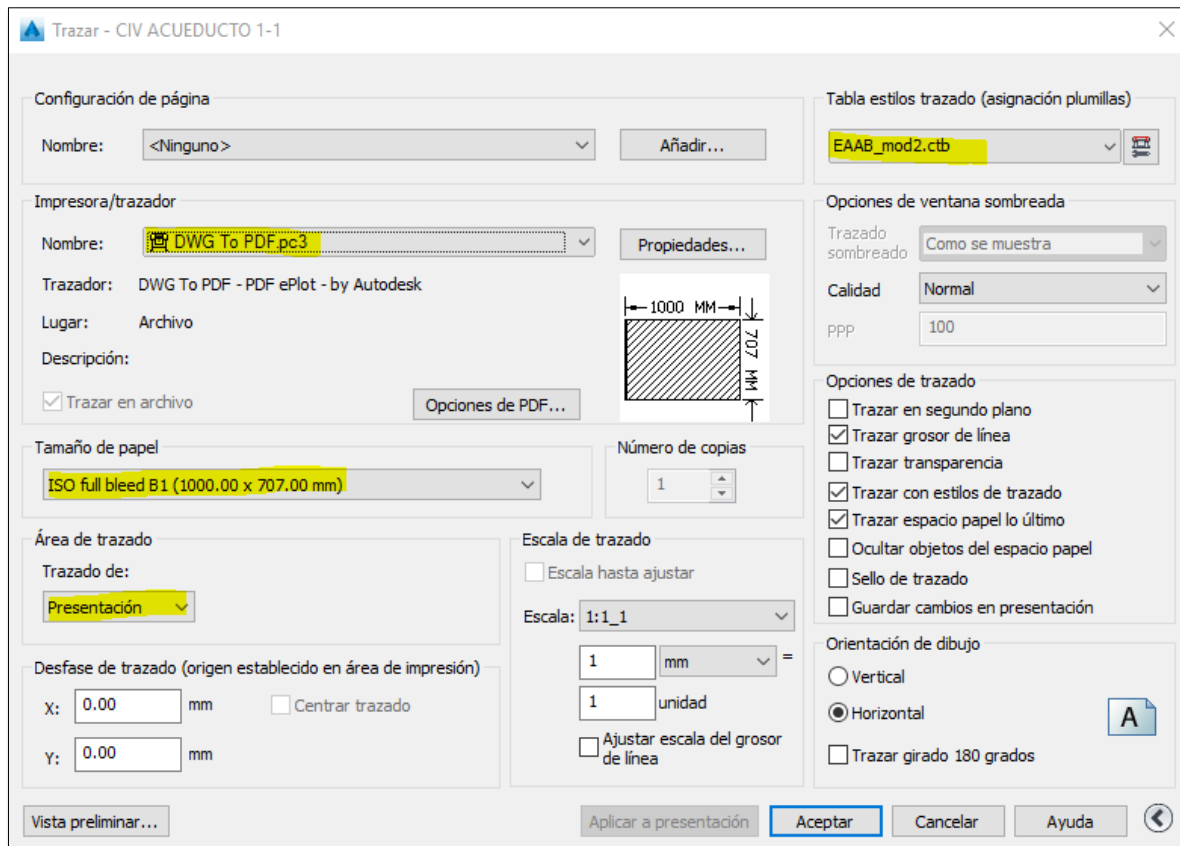 Trazar - CIV ACUEDUCTO 1-1
Configuración de página
Nombre: <Ninguno> Añadir...
Tabla estilos trazado (asignación plumillas)
EAAB_mod2.ctb
Impresora/trazador
Nombre: DWG To PDF.pc3 Propiedades...
Trazador: DWG To PDF - PDF ePlot - by Autodesk
Lugar: Archivo
Descripción:
Trazar en archivo
Opciones de PDF...
1000 MM
707 MM
Opciones de ventana sombreada
Trazado sombreado Como se muestra
Calidad Normal
PPP 100
Tamaño de papel
ISO full bleed B1 (1000.00 x 707.00 mm)
Número de copias
1
Opciones de trazado
Trazar en segundo plano
Trazar grosor de línea
Trazar transparencia
Trazar con estilos de trazado
Trazar espacio papel lo último
Ocultar objetos del espacio papel
Sello de trazado
Guardar cambios en presentación
Área de trazado
Trazado de:
Presentación
Escala de trazado
Escala hasta ajustar
Escala: 1:1_1
1 mm =
1 unidad
Ajustar escala del grosor
de línea
Desfase de trazado (origen establecido en área de impresión)
X: 0.00 mm Centrar trazado
Y: 0.00 mm
Orientación de dibujo
Vertical
Horizontal
A
Trazar girado 180 grados
Vista preliminar... Aplicar a presentación Aceptar Cancelar Ayuda